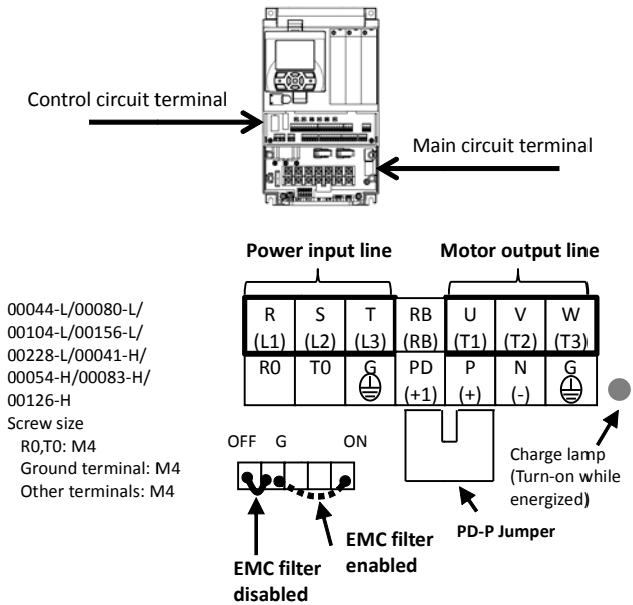 Control circuit terminal
Main circuit terminal
Power input line
Motor output line
00044-L/00080-L/
00104-L/00156-L/
00228-L/00041-H/
00054-H/00083-H/
00126-H
Screw size
R0,T0: M4
Ground terminal: M4
Other terminals: M4
R S T RB U V W
(L1) (L2) (L3) (RB) (T1) (T2) (T3)
R0 T0 G PD P N G
(+1) (+) (-)
OFF G ON
Charge lamp
(Turn-on while
energized)
PD-P Jumper
EMC filter
enabled
EMC filter
disabled